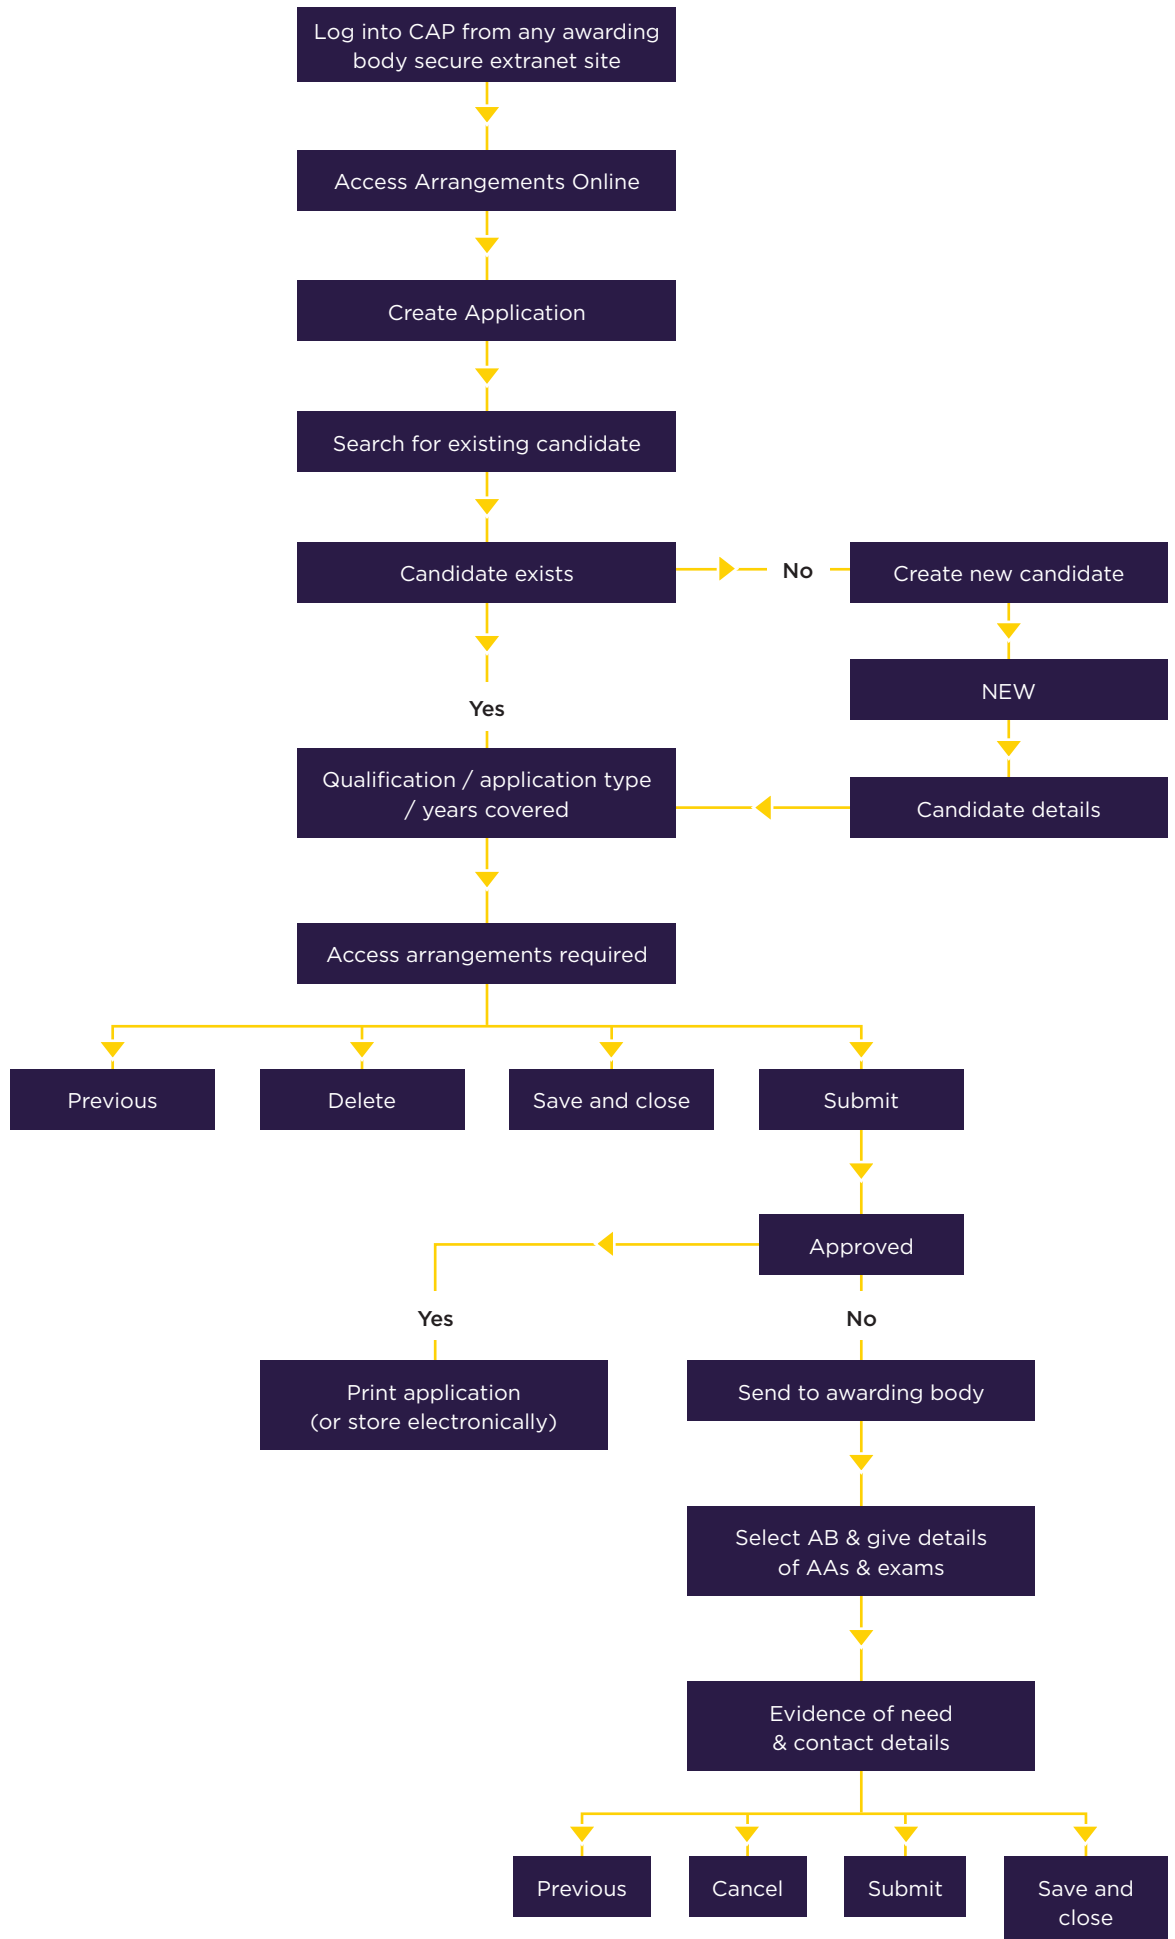 Log into CAP from any awarding
body secure extranet site
Access Arrangements Online
Create Application
Search for existing candidate
Candidate exists
No
Create new candidate
NEW
Yes
Qualification / application type
/ years covered
Candidate details
Access arrangements required
Previous
Delete
Save and close
Submit
Approved
Yes
No
Print application
(or store electronically)
Send to awarding body
Select AB & give details
of AAs & exams
Evidence of need
& contact details
Previous
Cancel
Submit
Save and
close